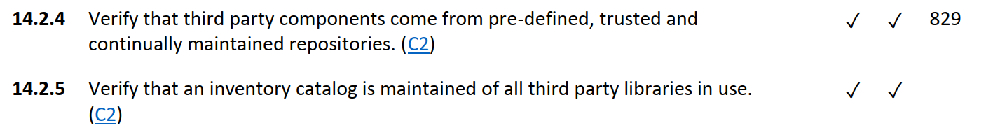 14.2.4 Verify that third party components come from pre-defined, trusted and ✓ ✓ 829
continually maintained repositories. (C2)
14.2.5 Verify that an inventory catalog is maintained of all third party libraries in use. ✓ ✓
(C2)